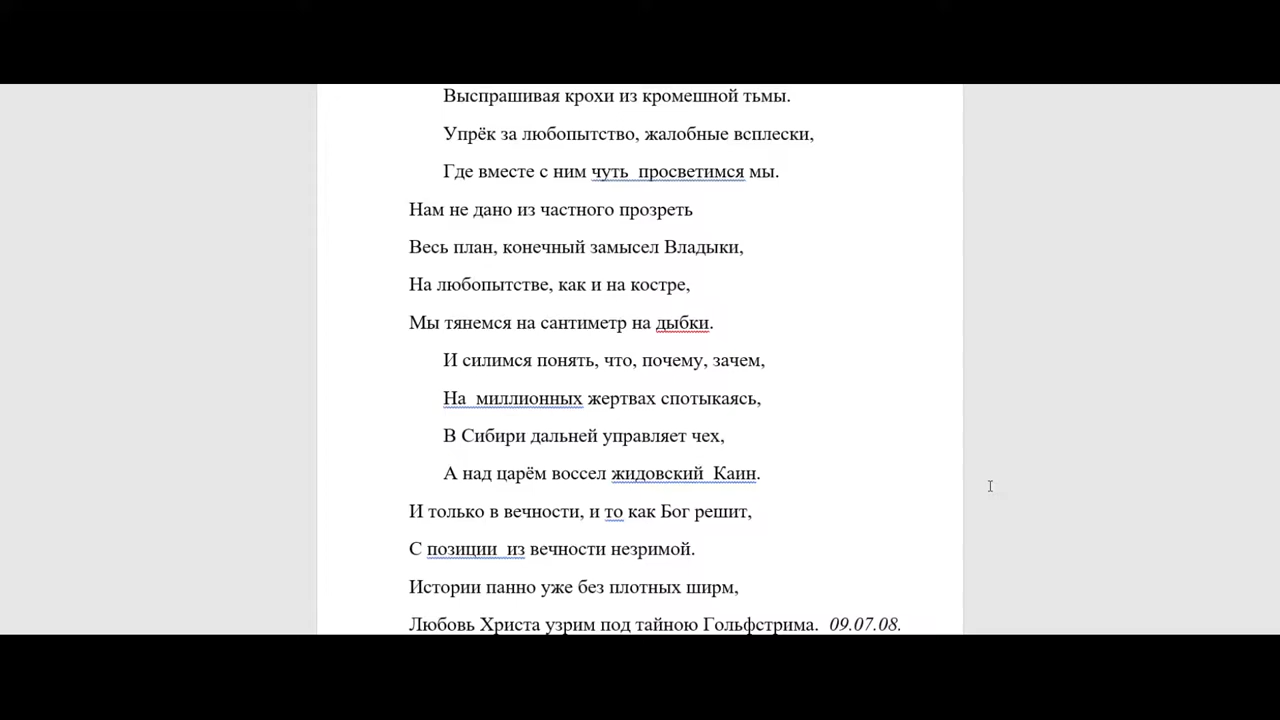 Выспрашивая крохи из кромешной тьмы.
Упрёк за любопытство, жалобные всплески,
Где вместе с ним чуть  просветимся мы.
Нам не дано из частного прозреть
Весь план, конечный замысел Владыки,
На любопытстве, как и на костре,
Мы тянемся на сантиметр на дыбки.
И силимся понять, что, почему, зачем,
На  миллионных жертвах спотыкаясь,
В Сибири дальней управляет чех,
А над царём воссел жидовский  Каин.
И только в вечности, и то как Бог решит,
С позиции  из вечности незримой.
Истории панно уже без плотных ширм,
Любовь Христа узрим под тайною Гольфстрима.  09.07.08.